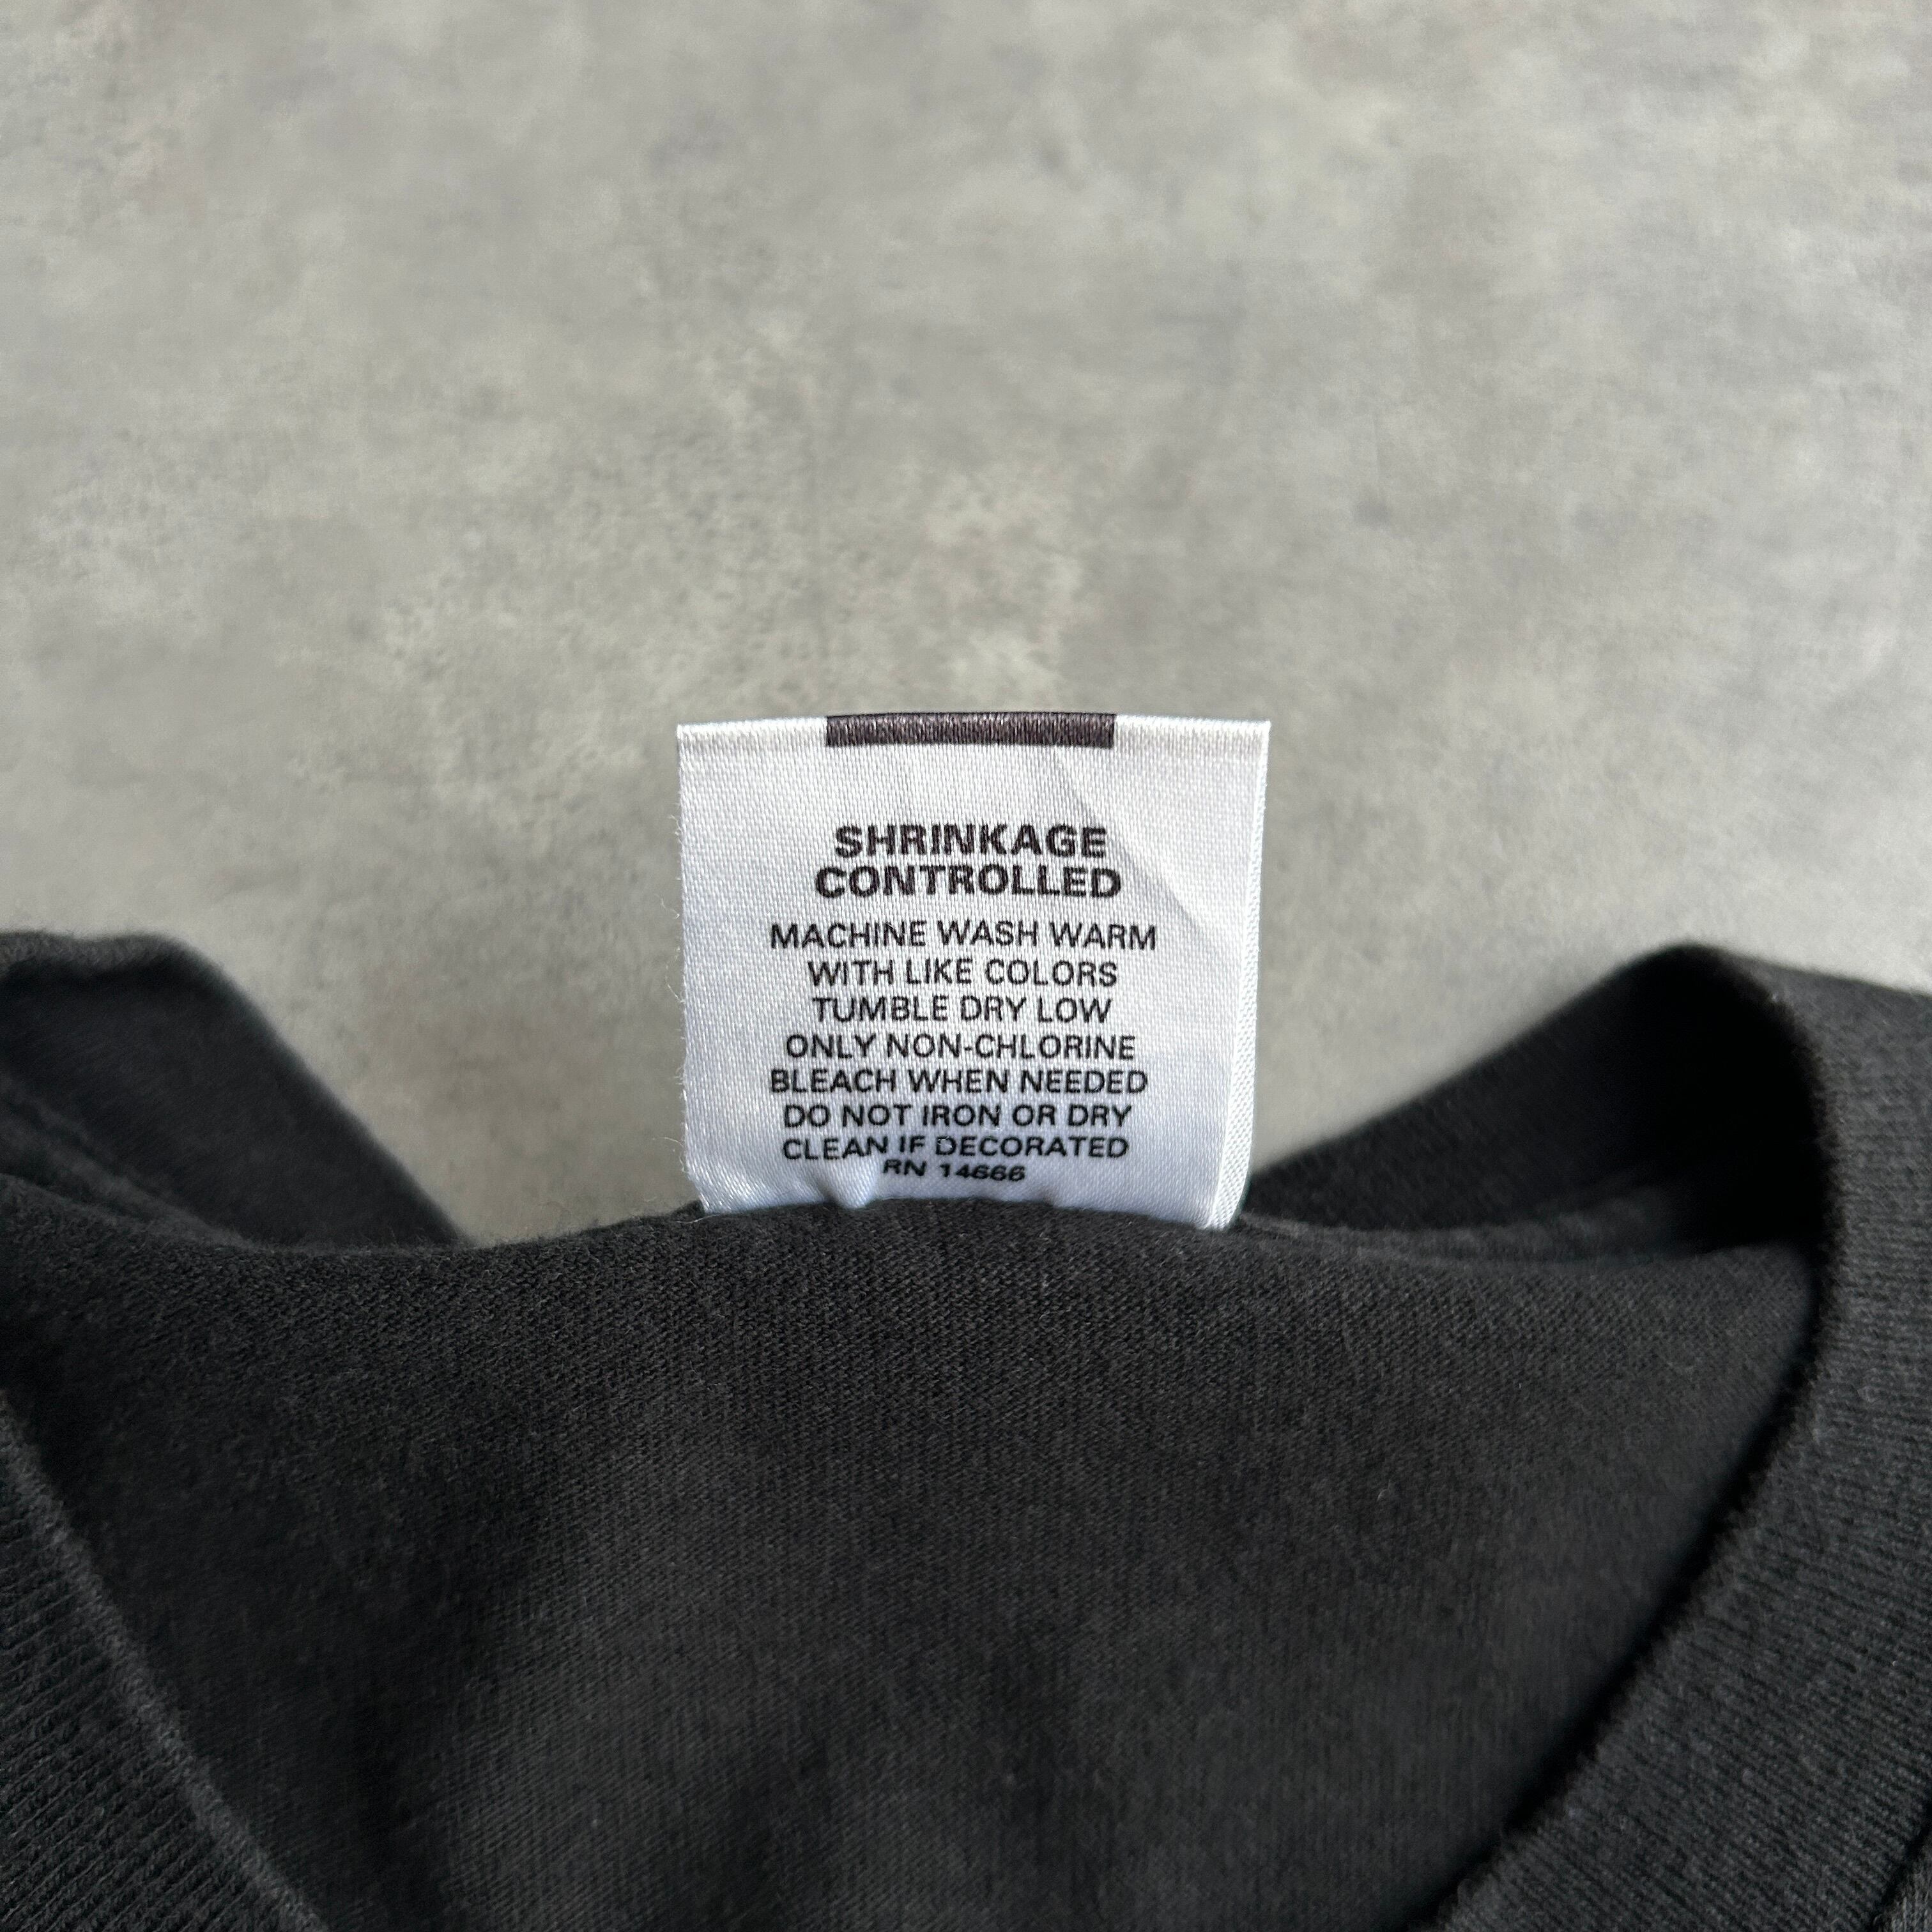 SHRINKAGE
CONTROLLED
MACHINE WASH WARM
WITH LIKE COLORS
TUMBLE DRY LOW
ONLY NON-CHLORINE
BLEACH WHEN NEEDED
DO NOT IRON OR DRY
CLEAN IF DECORATED
RN 14666